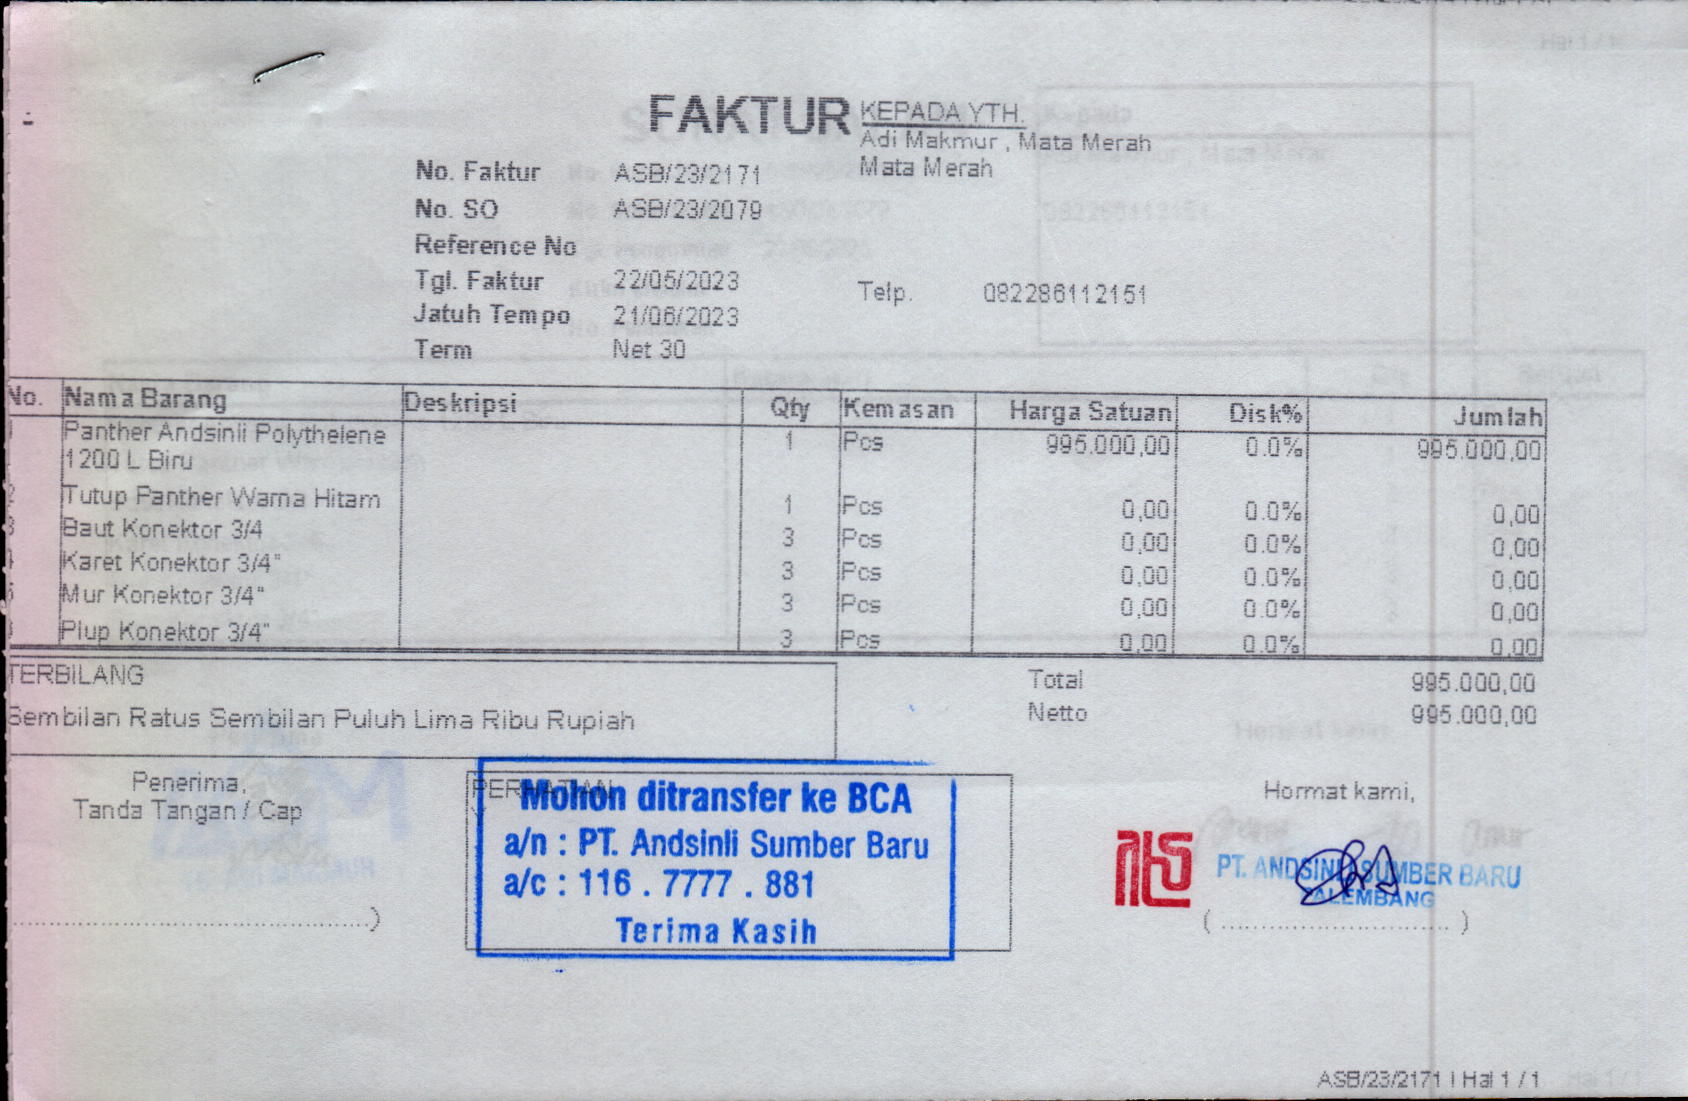 FAKTUR
KEPADA YTH.
Adi Makmur , Mata Merah
Mata Merah
No. Faktur ASB/23/2171
No. SO ASB/23/2079
Reference No
Tgl. Faktur 22/05/2023
Telp. 082286112151
Jatuh Tempo 21/06/2023
Term Net 30
No. Nama Barang Deskripsi Qty Kemasan Harga Satuan Disk% Jumlah
Panther Andsinli Polythelene 1 Pcs 995.000,00 0.0% 995.000,00
1200 L Biru
Tutup Panther Warna Hitam 1 Pcs 0,00 0.0% 0,00
Baut Konektor 3/4 3 Pcs 0,00 0.0% 0,00
Karet Konektor 3/4" 3 Pcs 0,00 0.0% 0,00
Mur Konektor 3/4" 3 Pcs 0,00 0.0% 0,00
Plup Konektor 3/4" 3 Pcs 0,00 0.0% 0,00
TERBILANG
Sembilan Ratus Sembilan Puluh Lima Ribu Rupiah
Total 995.000,00
Netto 995.000,00
Penerima,
Tanda Tangan / Cap
PERHATIAN
Mohon ditransfer ke BCA
a/n : PT. Andsinli Sumber Baru
a/c : 116 . 7777 . 881
Terima Kasih
Hormat kami,
PT. ANDSINLI SUMBER BARU
PALEMBANG
ASB/23/2171 | Hal 1 / 1